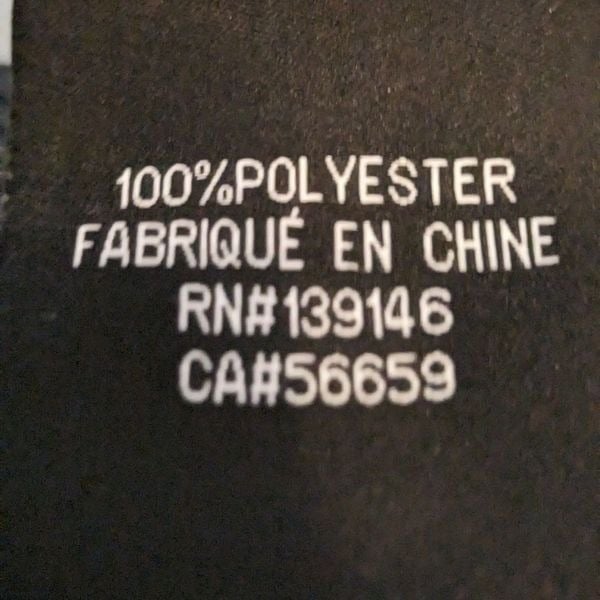 100%POLYESTER
FABRIQUÉ EN CHINE
RN#139146
CA#56659